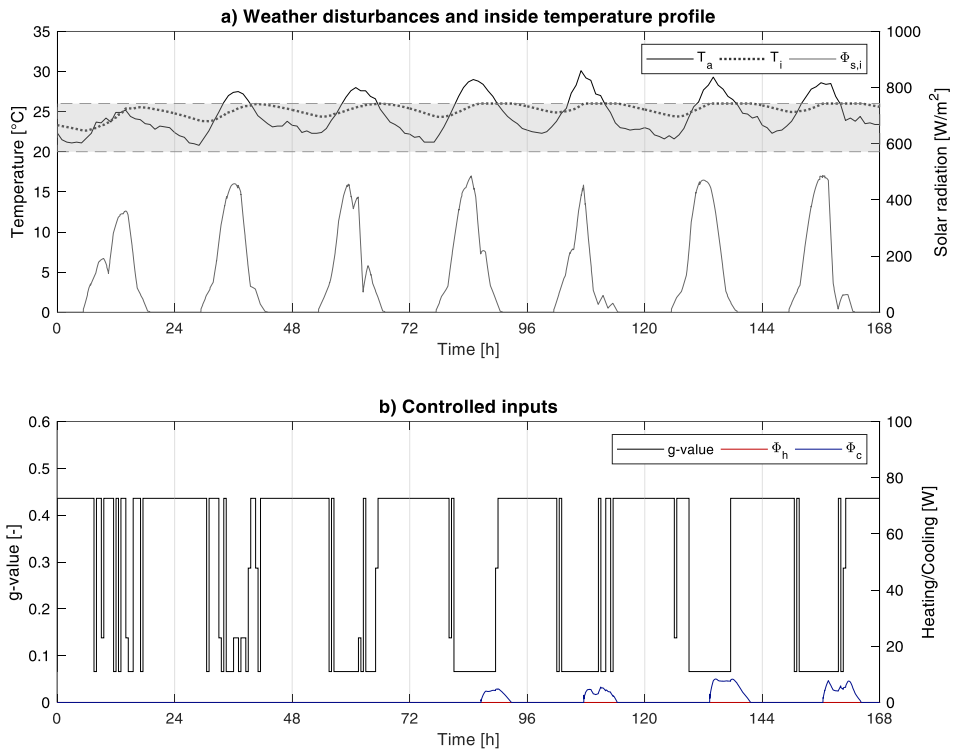 a) Weather disturbances and inside temperature profile
35
30
25
20
15
10
5
0
Temperature [°C]
1000
800
600
400
200
0
Solar radiation [W/m²]
T_a T_i Φ_s,i
0 24 48 72 96 120 144 168
Time [h]
b) Controlled inputs
0.6
0.5
0.4
0.3
0.2
0.1
0
g-value [-]
100
80
60
40
20
0
Heating/Cooling [W]
g-value Φ_h Φ_c
0 24 48 72 96 120 144 168
Time [h]